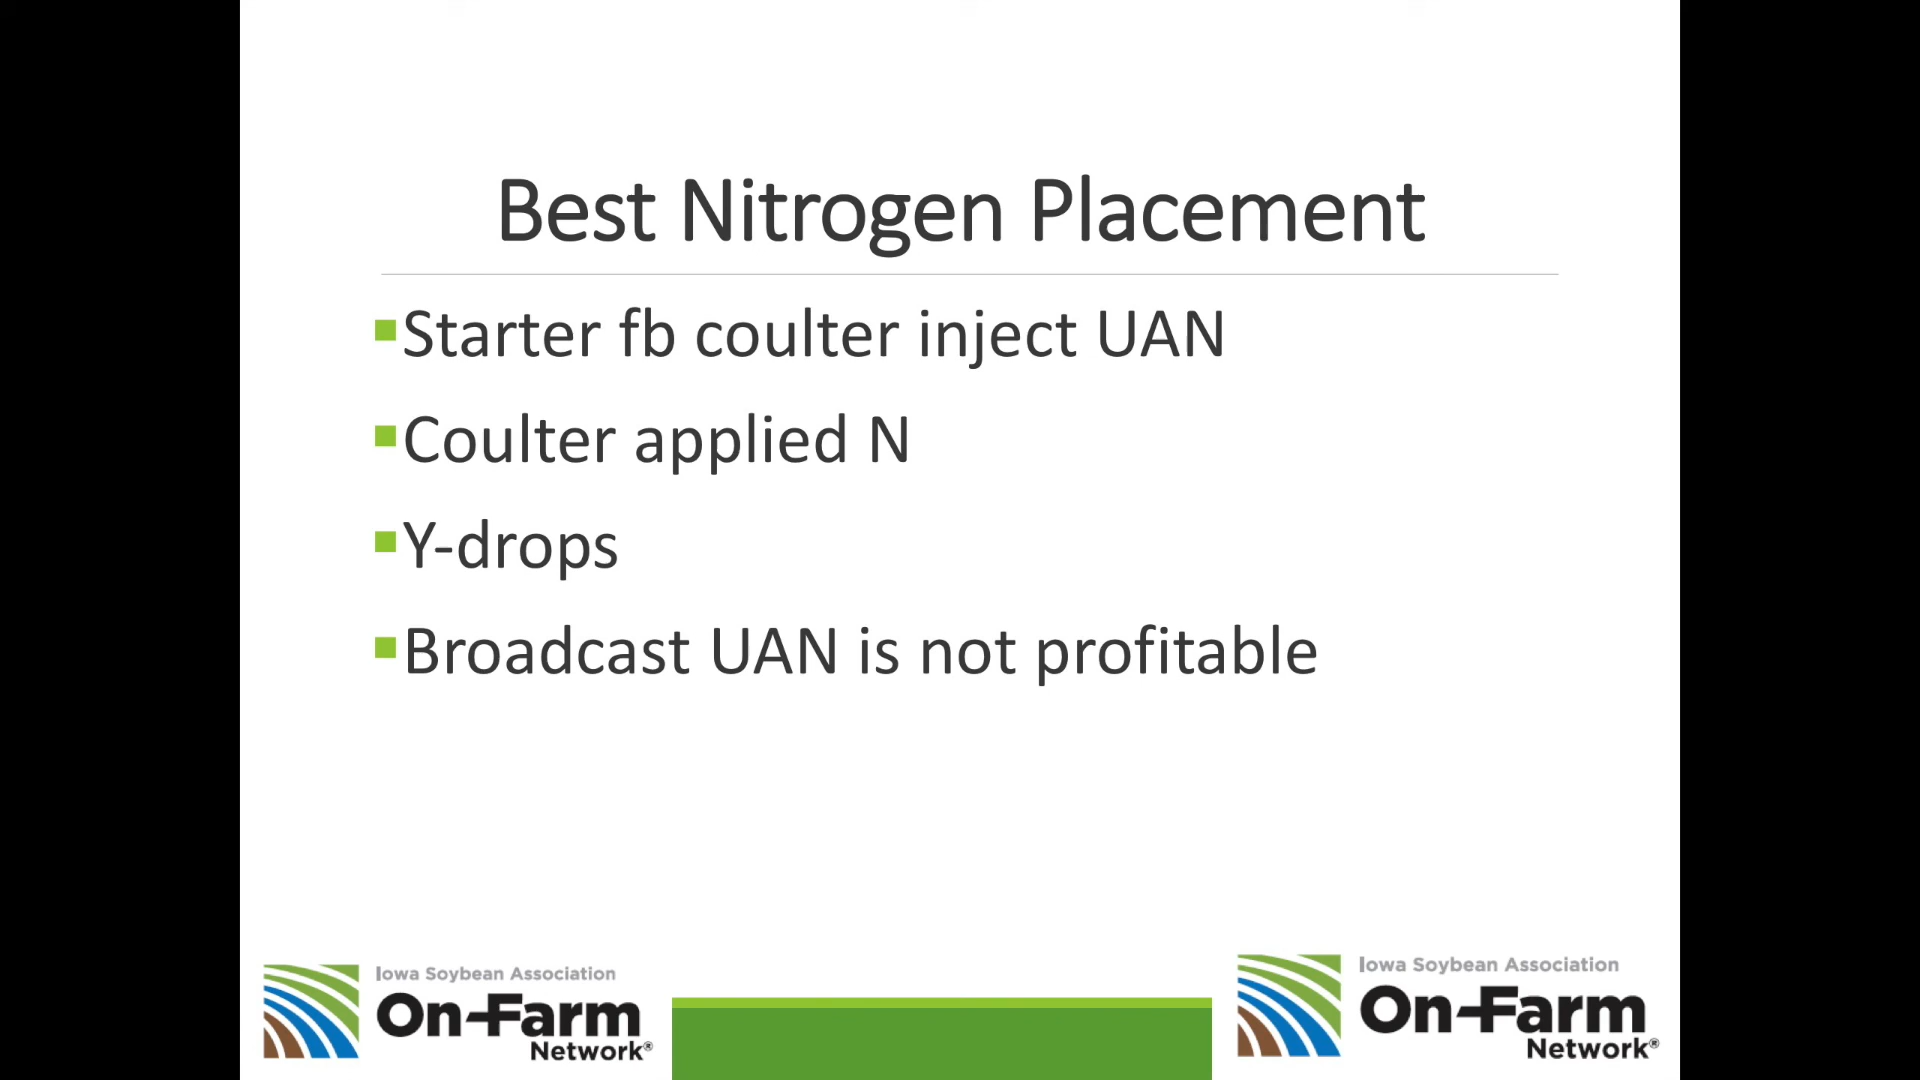 Best Nitrogen Placement
Starter fb coulter inject UAN
Coulter applied N
Y-drops
Broadcast UAN is not profitable
Iowa Soybean Association
On-Farm
Network®
Iowa Soybean Association
On-Farm
Network®